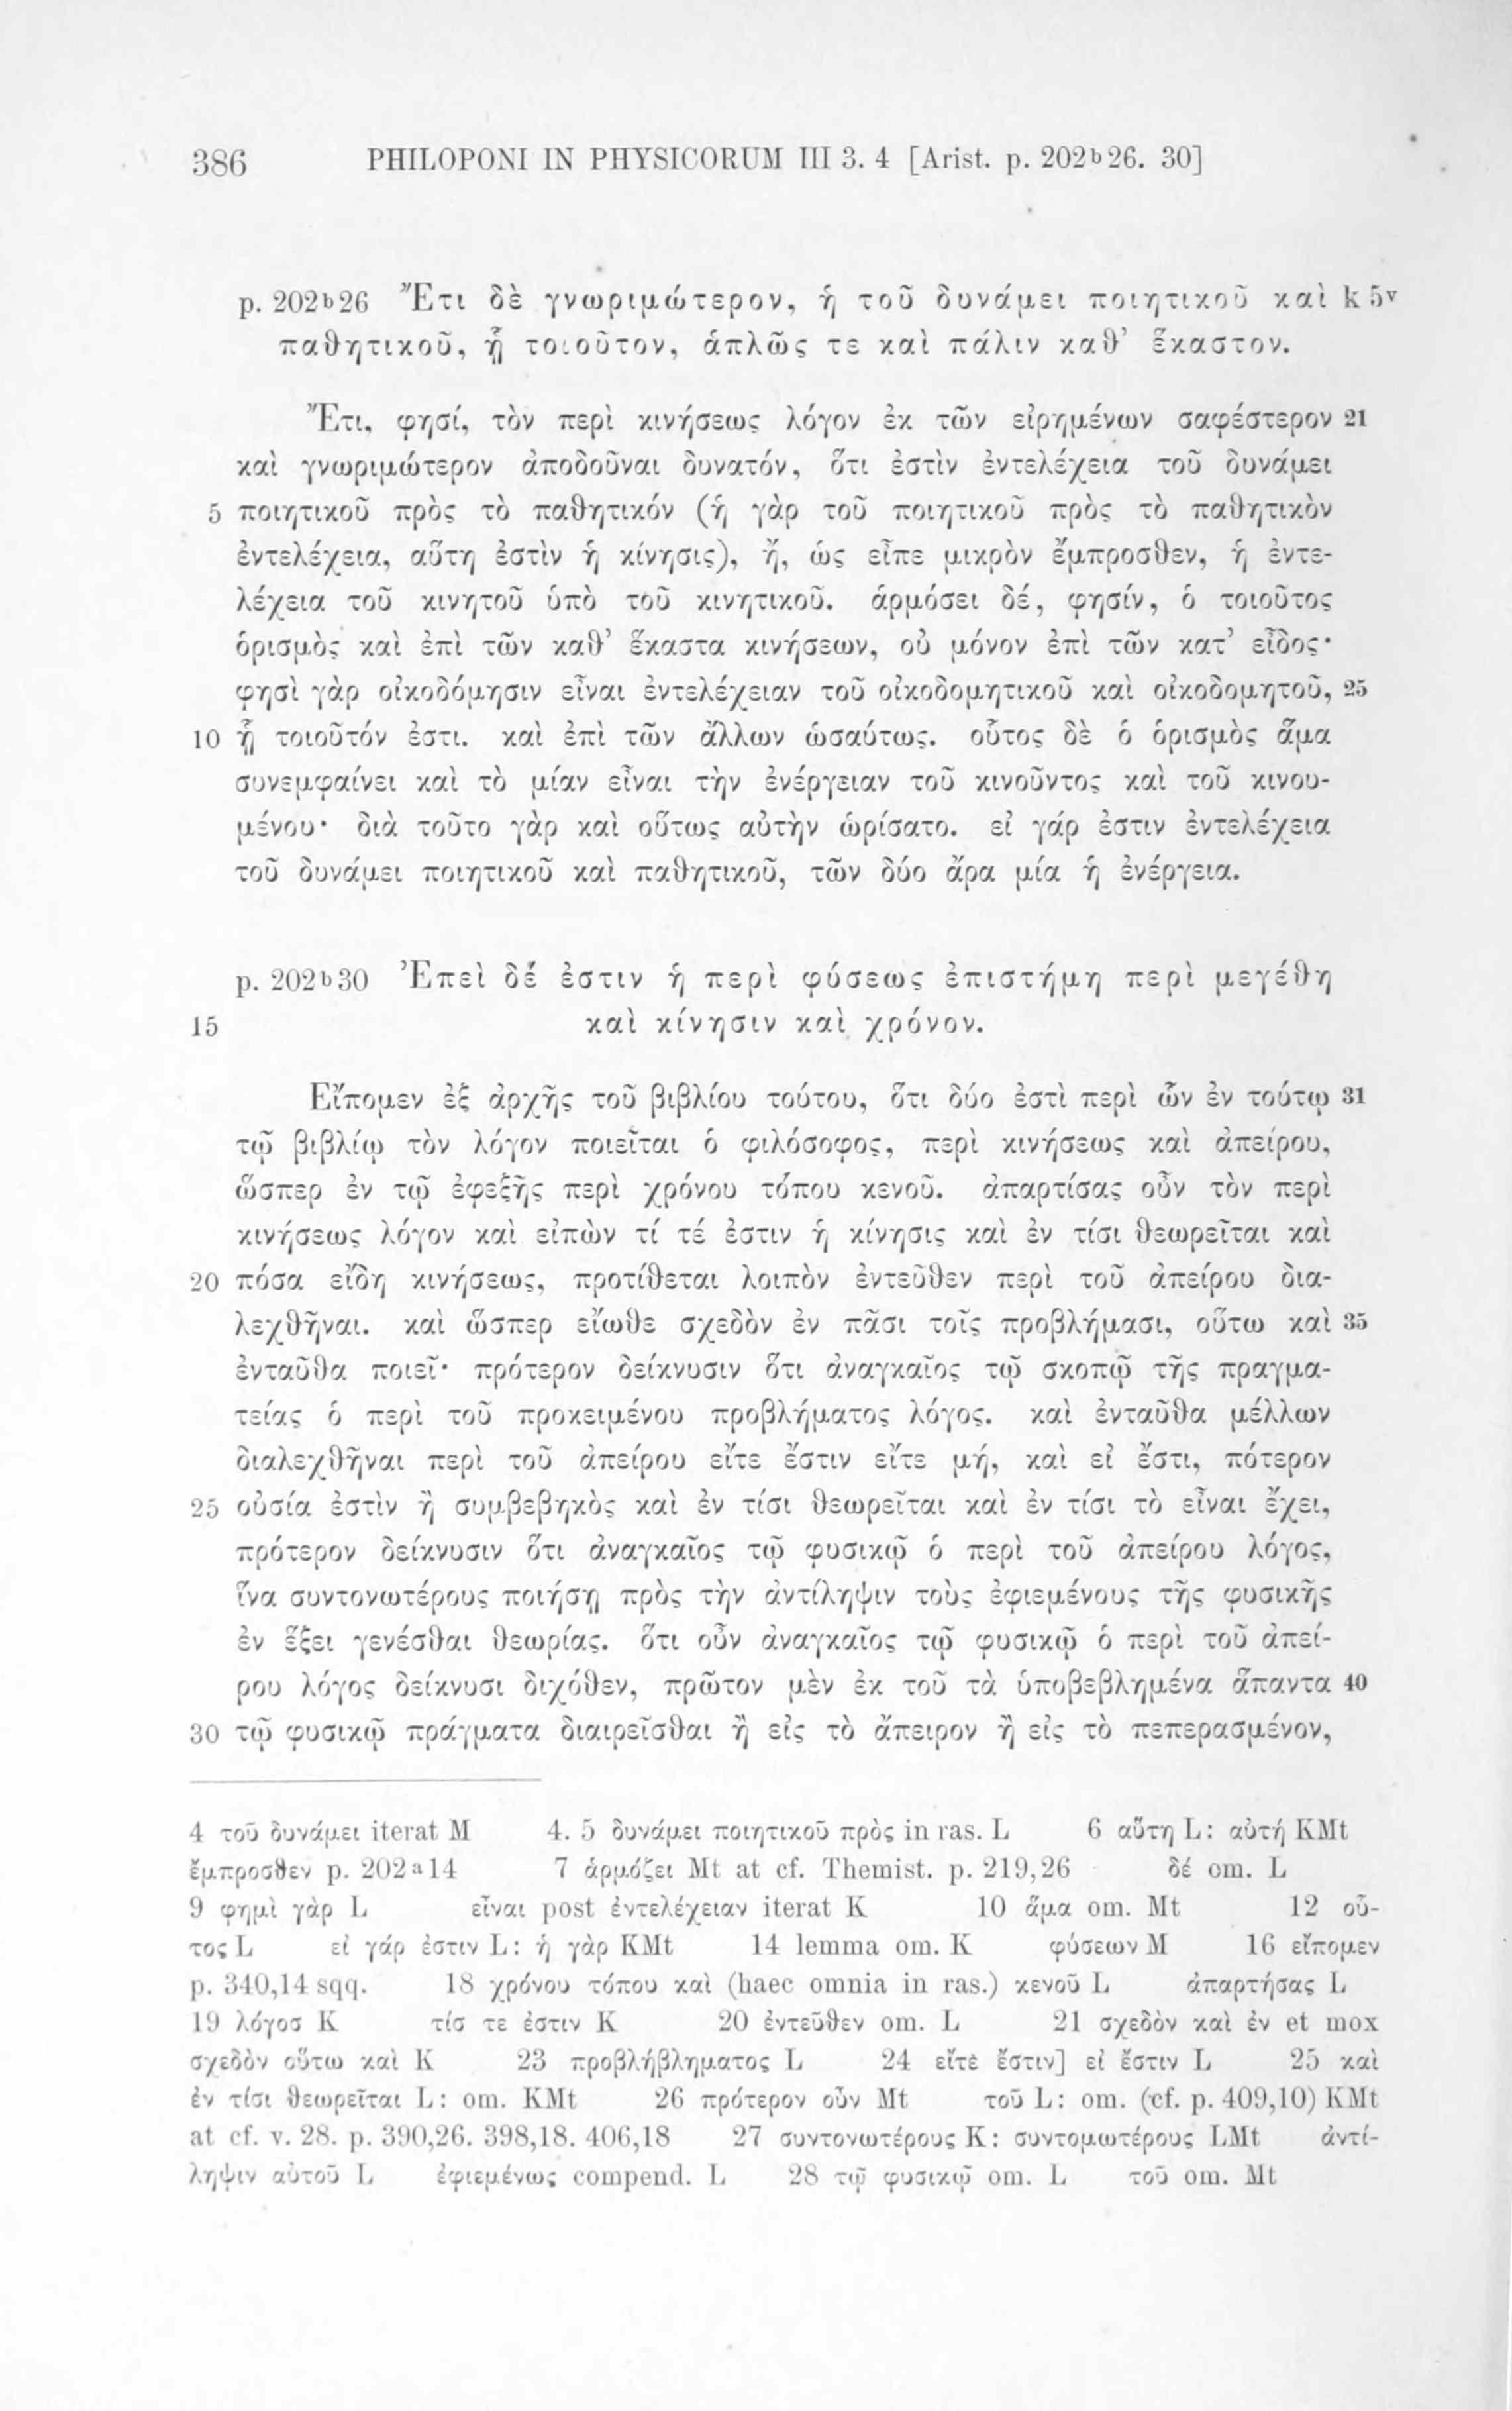 386 PHILOPONI IN PHYSICORUM III 3. 4 [Arist. p. 202ᵇ26. 30]
p. 202ᵇ26 Ἔτι δὲ γνωριμώτερον, ἡ τοῦ δυνάμει ποιητικοῦ καὶ k 5ᵛ
παθητικοῦ, ᾗ τοιοῦτον, ἁπλῶς τε καὶ πάλιν καθ’ ἕκαστον.
Ἔτι, φησί, τὸν περὶ κινήσεως λόγον ἐκ τῶν εἰρημένων σαφέστερον 21
καὶ γνωριμώτερον ἀποδοῦναι δυνατόν, ὅτι ἐστὶν ἐντελέχεια τοῦ δυνάμει
5 ποιητικοῦ πρὸς τὸ παθητικόν (ἡ γὰρ τοῦ ποιητικοῦ πρὸς τὸ παθητικὸν
ἐντελέχεια, αὕτη ἐστὶν ἡ κίνησις), ἤ, ὡς εἶπε μικρὸν ἔμπροσθεν, ἡ ἐντε-
λέχεια τοῦ κινητοῦ ὑπὸ τοῦ κινητικοῦ. ἁρμόσει δέ, φησίν, ὁ τοιοῦτος
ὁρισμὸς καὶ ἐπὶ τῶν καθ’ ἕκαστα κινήσεων, οὐ μόνον ἐπὶ τῶν κατ’ εἶδος·
φησὶ γὰρ οἰκοδόμησιν εἶναι ἐντελέχειαν τοῦ οἰκοδομητικοῦ καὶ οἰκοδομητοῦ, 25
10 ᾗ τοιοῦτόν ἐστι. καὶ ἐπὶ τῶν ἄλλων ὡσαύτως. οὗτος δὲ ὁ ὁρισμὸς ἅμα
συνεμφαίνει καὶ τὸ μίαν εἶναι τὴν ἐνέργειαν τοῦ κινοῦντος καὶ τοῦ κινου-
μένου· διὰ τοῦτο γὰρ καὶ οὕτως αὐτὴν ὡρίσατο. εἰ γάρ ἐστιν ἐντελέχεια
τοῦ δυνάμει ποιητικοῦ καὶ παθητικοῦ, τῶν δύο ἄρα μία ἡ ἐνέργεια.
p. 202ᵇ30 Ἐπεὶ δέ ἐστιν ἡ περὶ φύσεως ἐπιστήμη περὶ μεγέθη
15 καὶ κίνησιν καὶ χρόνον.
Εἴπομεν ἐξ ἀρχῆς τοῦ βιβλίου τούτου, ὅτι δύο ἐστὶ περὶ ὧν ἐν τούτῳ 31
τῷ βιβλίῳ τὸν λόγον ποιεῖται ὁ φιλόσοφος, περὶ κινήσεως καὶ ἀπείρου,
ὥσπερ ἐν τῷ ἐφεξῆς περὶ χρόνου τόπου κενοῦ. ἀπαρτίσας οὖν τὸν περὶ
κινήσεως λόγον καὶ εἰπὼν τί τέ ἐστιν ἡ κίνησις καὶ ἐν τίσι θεωρεῖται καὶ
20 πόσα εἴδη κινήσεως, προτίθεται λοιπὸν ἐντεῦθεν περὶ τοῦ ἀπείρου δια-
λεχθῆναι. καὶ ὥσπερ εἴωθε σχεδὸν ἐν πᾶσι τοῖς προβλήμασι, οὕτω καὶ 35
ἐνταῦθα ποιεῖ· πρότερον δείκνυσιν ὅτι ἀναγκαῖος τῷ σκοπῷ τῆς πραγμα-
τείας ὁ περὶ τοῦ προκειμένου προβλήματος λόγος. καὶ ἐνταῦθα μέλλων
διαλεχθῆναι περὶ τοῦ ἀπείρου εἴτε ἔστιν εἴτε μή, καὶ εἰ ἔστι, πότερον
25 οὐσία ἐστὶν ἢ συμβεβηκὸς καὶ ἐν τίσι θεωρεῖται καὶ ἐν τίσι τὸ εἶναι ἔχει,
πρότερον δείκνυσιν ὅτι ἀναγκαῖος τῷ φυσικῷ ὁ περὶ τοῦ ἀπείρου λόγος,
ἵνα συντονωτέρους ποιήσῃ πρὸς τὴν ἀντίληψιν τοὺς ἐφιεμένους τῆς φυσικῆς
ἐν ἕξει γενέσθαι θεωρίας. ὅτι οὖν ἀναγκαῖος τῷ φυσικῷ ὁ περὶ τοῦ ἀπεί-
ρου λόγος δείκνυσι διχόθεν, πρῶτον μὲν ἐκ τοῦ τὰ ὑποβεβλημένα ἅπαντα 40
30 τῷ φυσικῷ πράγματα διαιρεῖσθαι ἢ εἰς τὸ ἄπειρον ἢ εἰς τὸ πεπερασμένον,
4 τοῦ δυνάμει iterat M 4. 5 δυνάμει ποιητικοῦ πρὸς in ras. L 6 αὕτη L: αὐτή KMt
ἔμπροσθεν p. 202ᵃ14 7 ἁρμόζει Mt at cf. Themist. p. 219,26 δέ om. L
9 φημὶ γὰρ L εἶναι post ἐντελέχειαν iterat K 10 ἅμα om. Mt 12 οὗ-
τος L εἰ γάρ ἐστιν L: ἡ γὰρ KMt 14 lemma om. K φύσεων M 16 εἴπομεν
p. 340,14 sqq. 18 χρόνου τόπου καὶ (haec omnia in ras.) κενοῦ L ἀπαρτήσας L
19 λόγοσ K τίσ τε ἐστιν K 20 ἐντεῦθεν om. L 21 σχεδὸν καὶ ἐν et mox
σχεδὸν οὕτω καὶ K 23 προβλήβληματος L 24 εἴτε ἔστιν] εἰ ἔστιν L 25 καὶ
ἐν τίσι θεωρεῖται L: om. KMt 26 πρότερον οὖν Mt τοῦ L: om. (cf. p. 409,10) KMt
at cf. v. 28. p. 390,26. 398,18. 406,18 27 συντονωτέρους K: συντομωτέρους LMt ἀντί-
ληψιν αὐτοῦ L ἐφιεμένως compend. L 28 τῷ φυσικῷ om. L τοῦ om. Mt